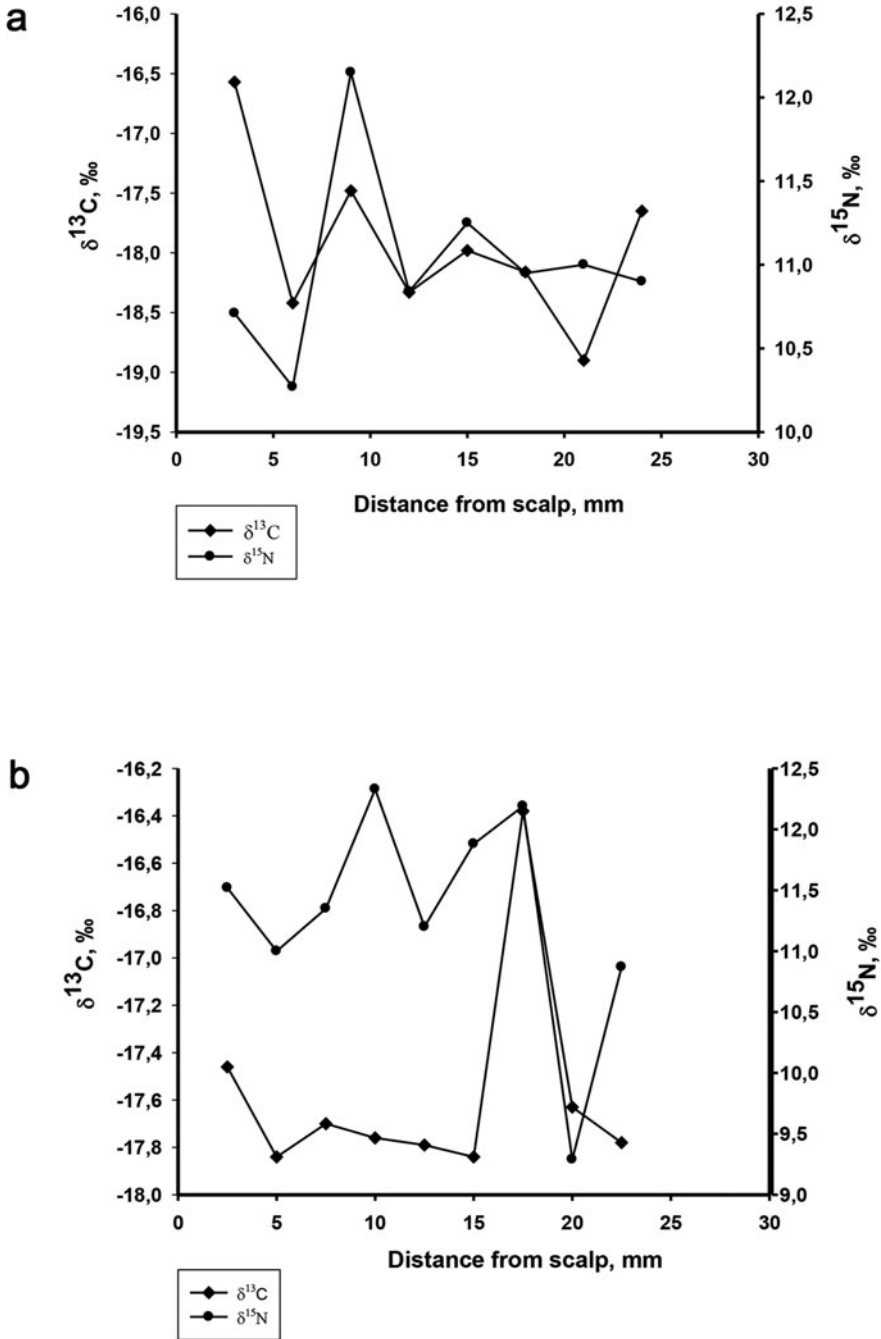 a
-16,0
-16,5
-17,0
-17,5
-18,0
-18,5
-19,0
-19,5
δ¹³C, ‰
12,5
12,0
11,5
11,0
10,5
10,0
δ¹⁵N, ‰
0 5 10 15 20 25 30
Distance from scalp, mm
δ¹³C
δ¹⁵N
b
-16,2
-16,4
-16,6
-16,8
-17,0
-17,2
-17,4
-17,6
-17,8
-18,0
δ¹³C, ‰
12,5
12,0
11,5
11,0
10,5
10,0
9,5
9,0
δ¹⁵N, ‰
0 5 10 15 20 25 30
Distance from scalp, mm
δ¹³C
δ¹⁵N